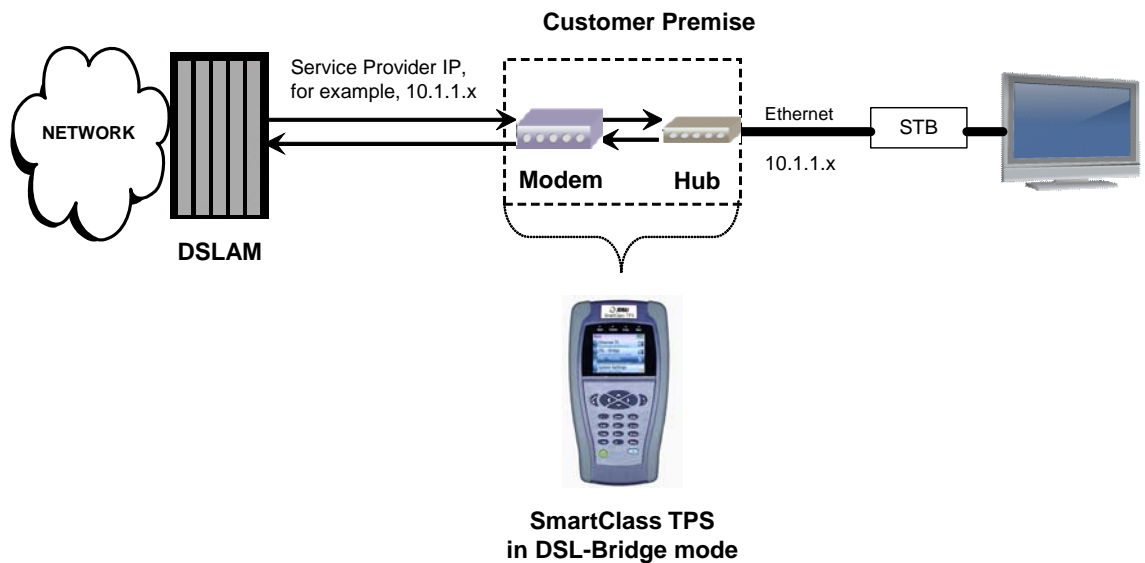 Customer Premise
Service Provider IP,
for example, 10.1.1.x
NETWORK
Ethernet
STB
10.1.1.x
Modem
Hub
DSLAM
SmartClass TPS
in DSL-Bridge mode